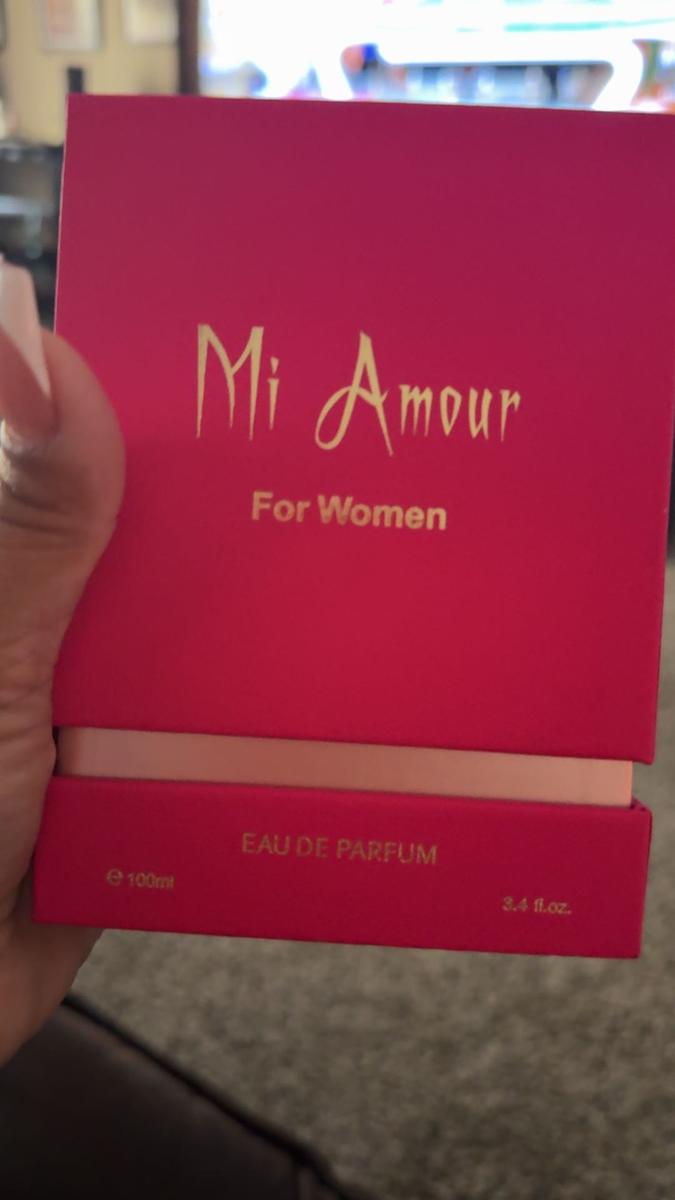 Mi Amour
For Women
EAU DE PARFUM
℮ 100ml
3.4 fl.oz.